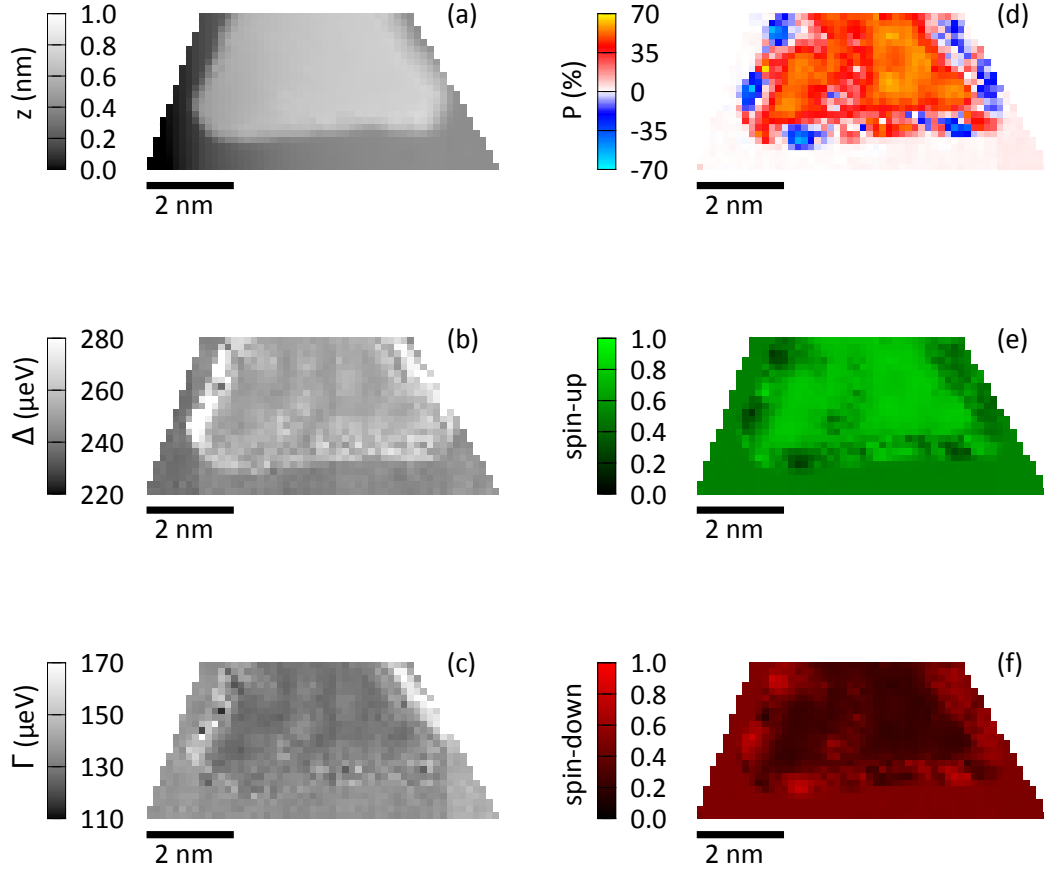 (a)
z (nm)
1.0
0.8
0.6
0.4
0.2
0.0
2 nm
(d)
P (%)
70
35
0
-35
-70
2 nm
(b)
Δ (μeV)
280
260
240
220
2 nm
(e)
spin-up
1.0
0.8
0.6
0.4
0.2
0.0
2 nm
(c)
Γ (μeV)
170
150
130
110
2 nm
(f)
spin-down
1.0
0.8
0.6
0.4
0.2
0.0
2 nm